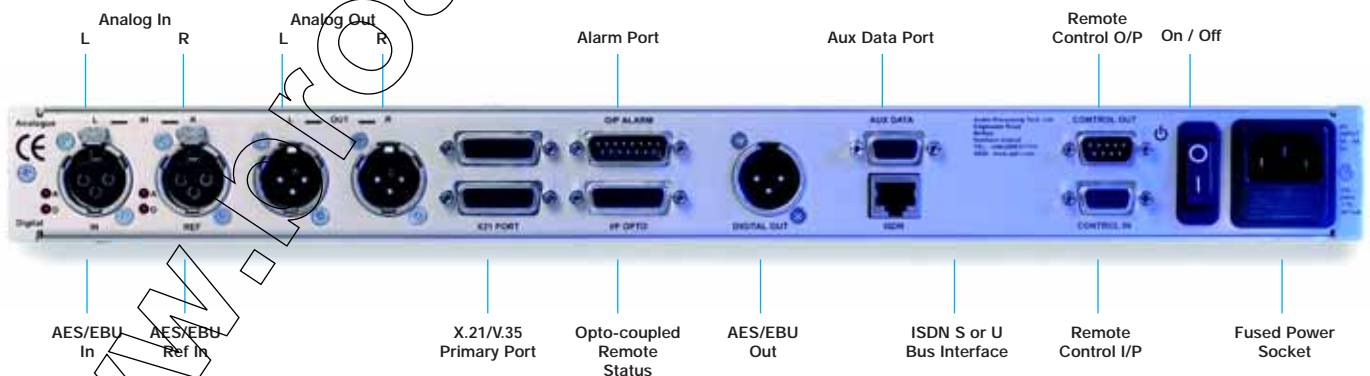 Analog In
L R
Analog Out
L R
Alarm Port
Aux Data Port
Remote
Control O/P
On / Off
Analogue
L IN R
L OUT R
O/P ALARM
AUX DATA
CONTROL OUT
CE
A
D
A
D
Digital
IN
REF
X21 PORT
I/P OPTO
DIGITAL OUT
ISDN
CONTROL IN
AES/EBU
In
AES/EBU
Ref In
X.21/V.35
Primary Port
Opto-coupled
Remote
Status
AES/EBU
Out
ISDN S or U
Bus Interface
Remote
Control I/P
Fused Power
Socket